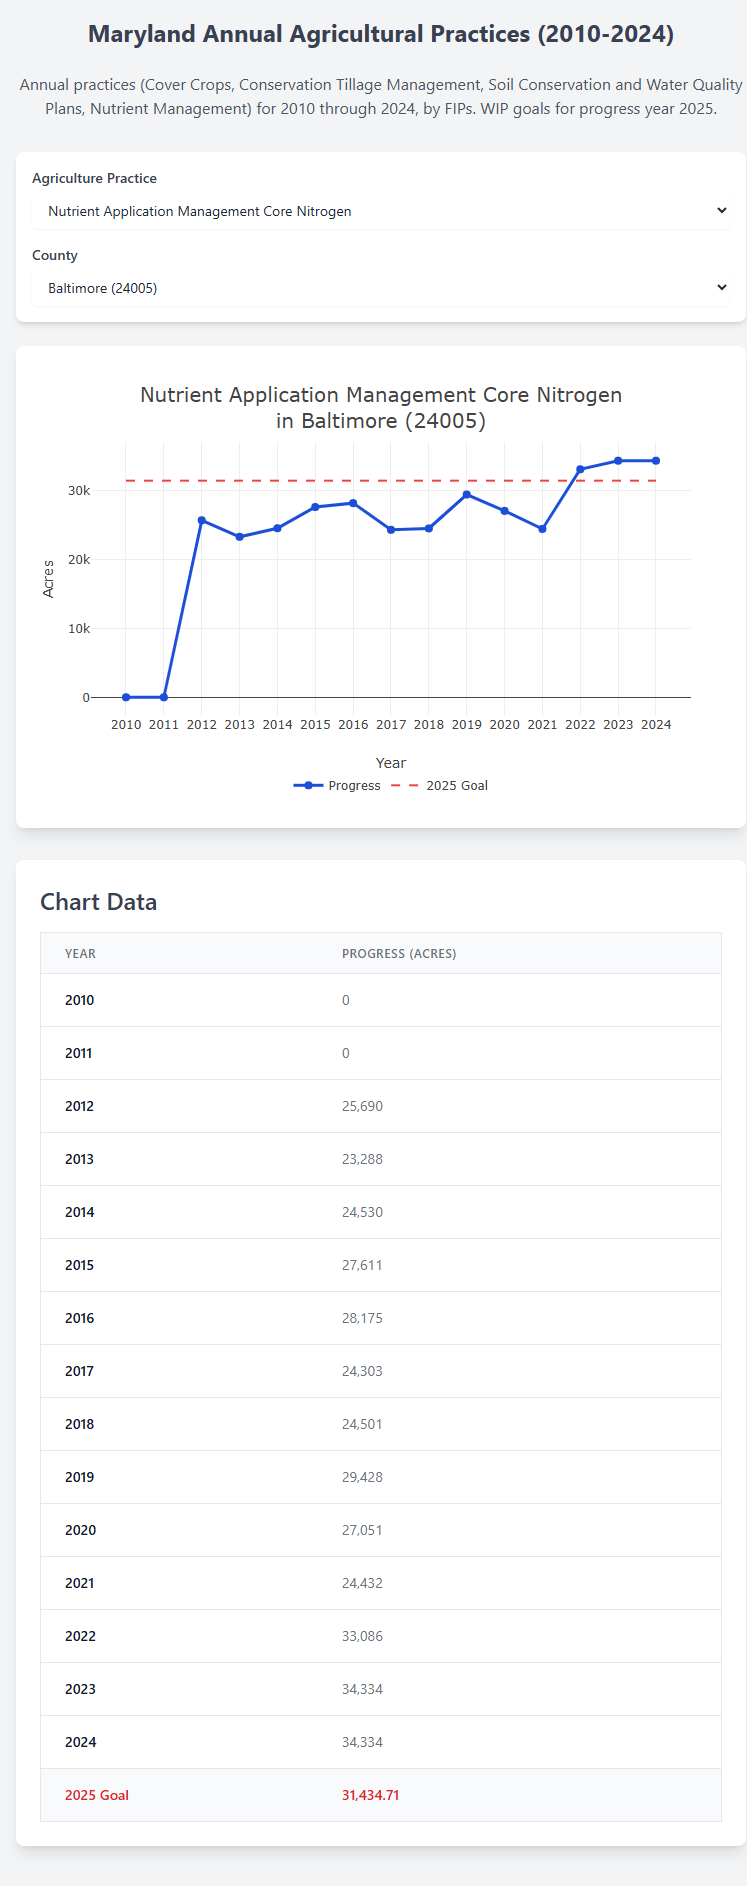 Maryland Annual Agricultural Practices (2010-2024)
Annual practices (Cover Crops, Conservation Tillage Management, Soil Conservation and Water Quality
Plans, Nutrient Management) for 2010 through 2024, by FIPs. WIP goals for progress year 2025.
Agriculture Practice
Nutrient Application Management Core Nitrogen
County
Baltimore (24005)
Nutrient Application Management Core Nitrogen
in Baltimore (24005)
30k
20k
10k
0
Acres
2010 2011 2012 2013 2014 2015 2016 2017 2018 2019 2020 2021 2022 2023 2024
Year
Progress 2025 Goal
Chart Data
YEAR PROGRESS (ACRES)
2010 0
2011 0
2012 25,690
2013 23,288
2014 24,530
2015 27,611
2016 28,175
2017 24,303
2018 24,501
2019 29,428
2020 27,051
2021 24,432
2022 33,086
2023 34,334
2024 34,334
2025 Goal 31,434.71